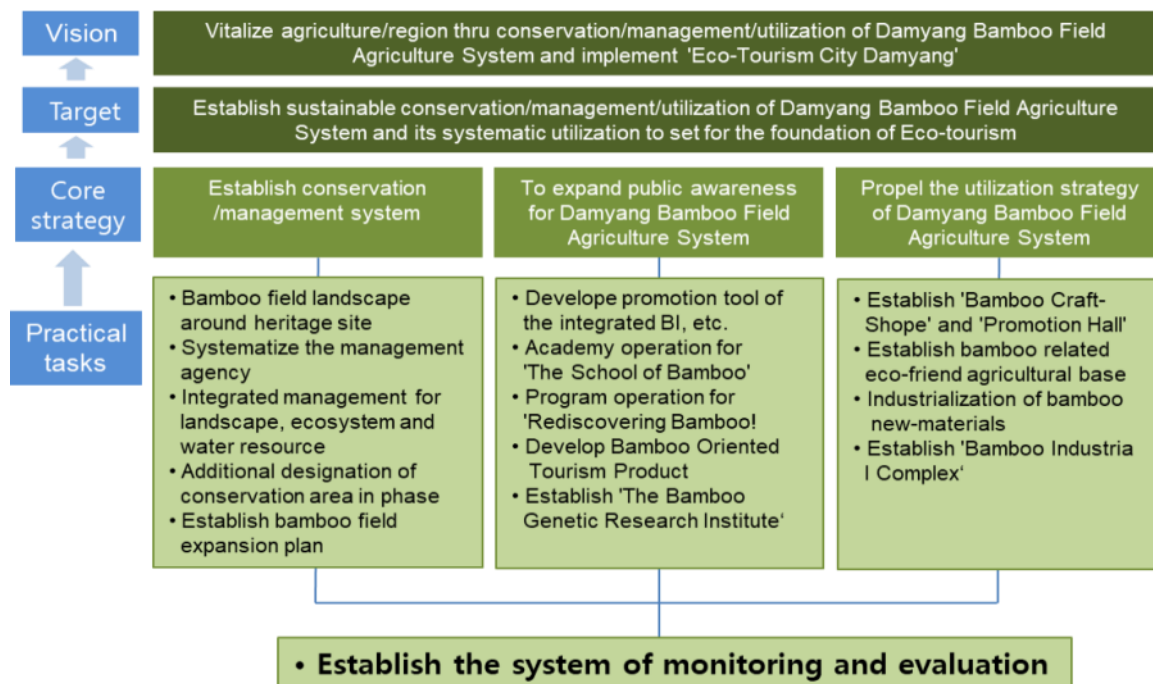 Vision
Vitalize agriculture/region thru conservation/management/utilization of Damyang Bamboo Field
Agriculture System and implement 'Eco-Tourism City Damyang'
Target
Establish sustainable conservation/management/utilization of Damyang Bamboo Field Agriculture
System and its systematic utilization to set for the foundation of Eco-tourism
Core
strategy
Establish conservation
/management system
To expand public awareness
for Damyang Bamboo Field
Agriculture System
Propel the utilization strategy
of Damyang Bamboo Field
Agriculture System
Practical
tasks
• Bamboo field landscape
around heritage site
• Systematize the management
agency
• Integrated management for
landscape, ecosystem and
water resource
• Additional designation of
conservation area in phase
• Establish bamboo field
expansion plan
• Develope promotion tool of
the integrated BI, etc.
• Academy operation for
'The School of Bamboo'
• Program operation for
'Rediscovering Bamboo!
• Develop Bamboo Oriented
Tourism Product
• Establish 'The Bamboo
Genetic Research Institute‘
• Establish 'Bamboo Craft-
Shope' and 'Promotion Hall'
• Establish bamboo related
eco-friend agricultural base
• Industrialization of bamboo
new-materials
• Establish 'Bamboo Industria
l Complex‘
• Establish the system of monitoring and evaluation